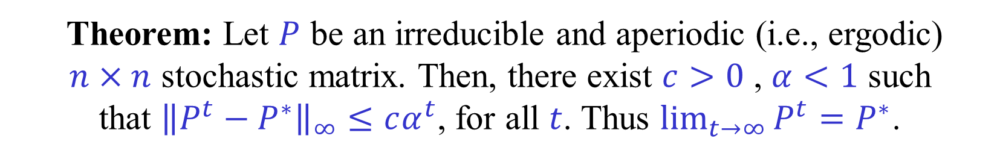 Theorem: Let P be an irreducible and aperiodic (i.e., ergodic)
n × n stochastic matrix. Then, there exist c > 0 , α < 1 such
that ‖P^t − P^*‖_∞ ≤ cα^t, for all t. Thus lim_{t→∞} P^t = P^*.